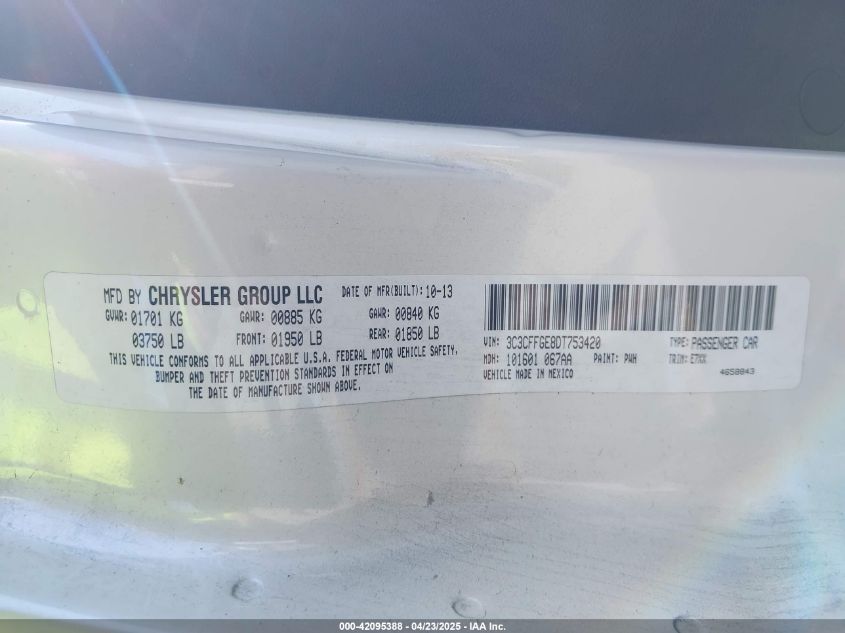 MFD BY CHRYSLER GROUP LLC DATE OF MFR(BUILT): 10-13
GVWR: 01701 KG GAWR: 00885 KG GAWR: 00840 KG
03750 LB FRONT: 01950 LB REAR: 01850 LB
THIS VEHICLE CONFORMS TO ALL APPLICABLE U.S.A. FEDERAL MOTOR VEHICLE SAFETY,
BUMPER AND THEFT PREVENTION STANDARDS IN EFFECT ON
THE DATE OF MANUFACTURE SHOWN ABOVE.
VIN: 3C3CFFGE8DT753420 TYPE: PASSENGER CAR
MDH: 101601 067AA PAINT: PWH TRIM: E7XX
VEHICLE MADE IN MEXICO 4658843
000-42095388 - 04/23/2025 - IAA Inc.